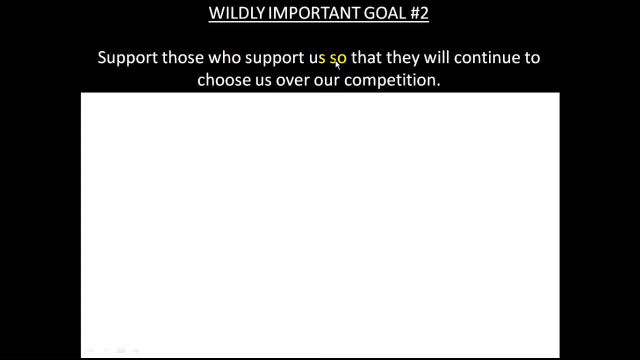 WILDLY IMPORTANT GOAL #2
Support those who support us so that they will continue to
choose us over our competition.